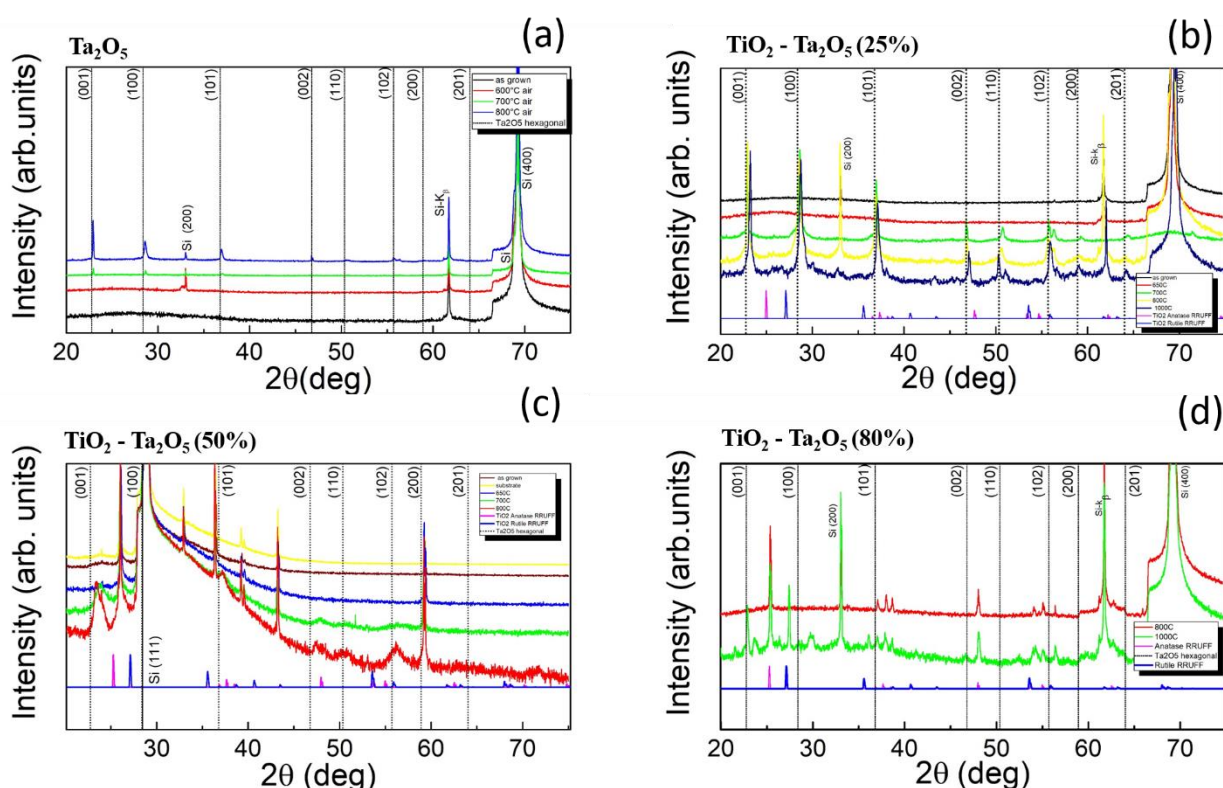 (a)
Ta₂O₅
(001)
(100)
(101)
(002)
(110)
(102)
(200)
(201)
as grown
600°C air
700°C air
800°C air
Ta2O5 hexagonal
Si (200)
Si-Kβ
Si
Si (400)
Intensity (arb.units)
20 30 40 50 60 70
2θ(deg)
(b)
TiO₂ - Ta₂O₅ (25%)
(001)
(100)
(101)
(002)
(110)
(102)
(200)
(201)
Si (400)
Si (200)
Si-kβ
as grown
650C
700C
800C
1000C
TiO2 Anatase RRUFF
TiO2 Rutile RRUFF
Intensity (arb. units)
20 30 40 50 60 70
2θ (deg)
(c)
TiO₂ - Ta₂O₅ (50%)
(001)
(100)
(101)
(002)
(110)
(102)
(200)
(201)
as grown
substrate
650C
700C
800C
TiO2 Anatase RRUFF
TiO2 Rutile RRUFF
Ta2O5 hexagonal
Si (111)
Intensity (arb. units)
30 40 50 60 70
2θ (deg)
(d)
TiO₂ - Ta₂O₅ (80%)
(001)
(100)
(101)
(002)
(110)
(102)
(200)
(201)
Si (400)
Si (200)
Si-kβ
800C
1000C
Anatase RRUFF
Ta2O5 hexagonal
Rutile RRUFF
Intensity (arb. units)
20 30 40 50 60 70
2θ (deg)